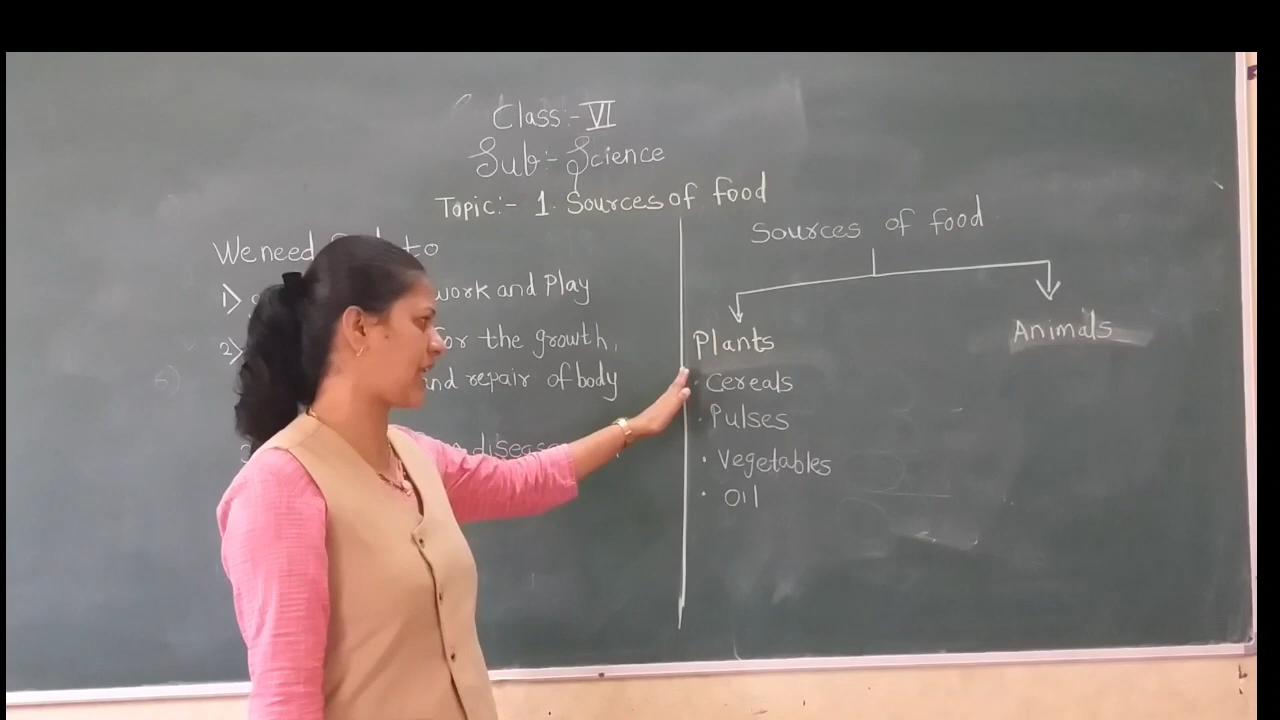 Class:- VI
Sub:- Science
Topic:- 1. Sources of food
We need to
1) work and Play
2) for the growth,
and repair of body
3 disease
Sources of food
Plants
Animals
· Cereals
· Pulses
· Vegetables
· Oil